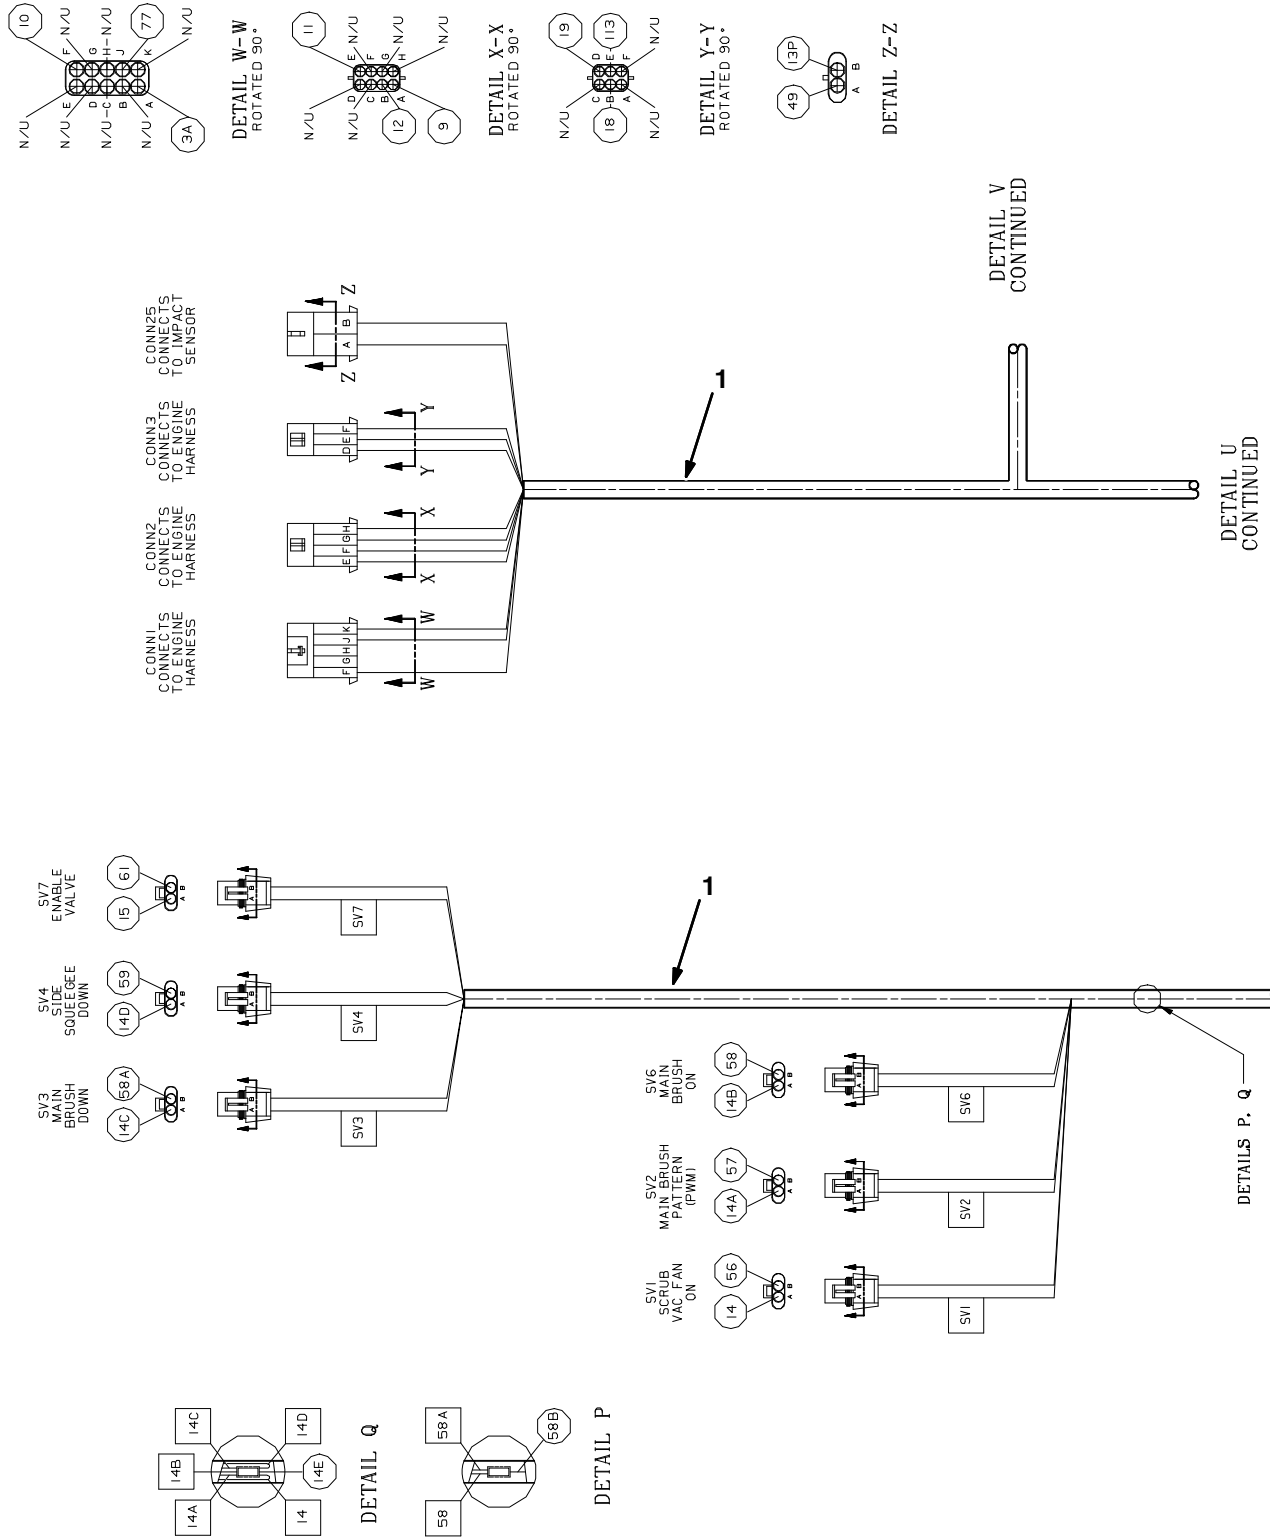 N/U
10
E
F
N/U
N/U
D
G
N/U-C
H-N/U
N/U
B
J
77
3A
A
K
N/U
DETAIL W-W
ROTATED 90°
N/U
11
D
E
N/U
N/U
C
F
12
B
G
N/U
9
A
H
N/U
DETAIL X-X
ROTATED 90°
N/U
19
C
D
18
B
E
113
N/U
A
F
N/U
DETAIL Y-Y
ROTATED 90°
49
13P
A
B
DETAIL Z-Z
CONN1
CONNECTS
TO ENGINE
HARNESS
F
G
H
J
K
W
W
CONN2
CONNECTS
TO ENGINE
HARNESS
E
F
G
H
X
X
CONN3
CONNECTS
TO ENGINE
HARNESS
D
E
F
Y
Y
CONN25
CONNECTS
TO IMPACT
SENSOR
A
B
Z
Z
1
DETAIL V
CONTINUED
DETAIL U
CONTINUED
SV3
MAIN
BRUSH
DOWN
14C
58A
A
B
A
B
SV3
SV4
SIDE
SQUEEGEE
DOWN
14D
59
A
B
A
B
SV4
SV7
ENABLE
VALVE
15
61
A
B
A
B
SV7
1
SV1
SCRUB
VAC FAN
ON
14
56
A
B
A
B
SV1
SV2
MAIN BRUSH
PATTERN
(PWM)
14A
57
A
B
A
B
SV2
SV6
MAIN
BRUSH
ON
14B
58
A
B
A
B
SV6
DETAILS P, Q
14A
14B
14C
14
14E
14D
DETAIL Q
58
58A
58B
DETAIL P